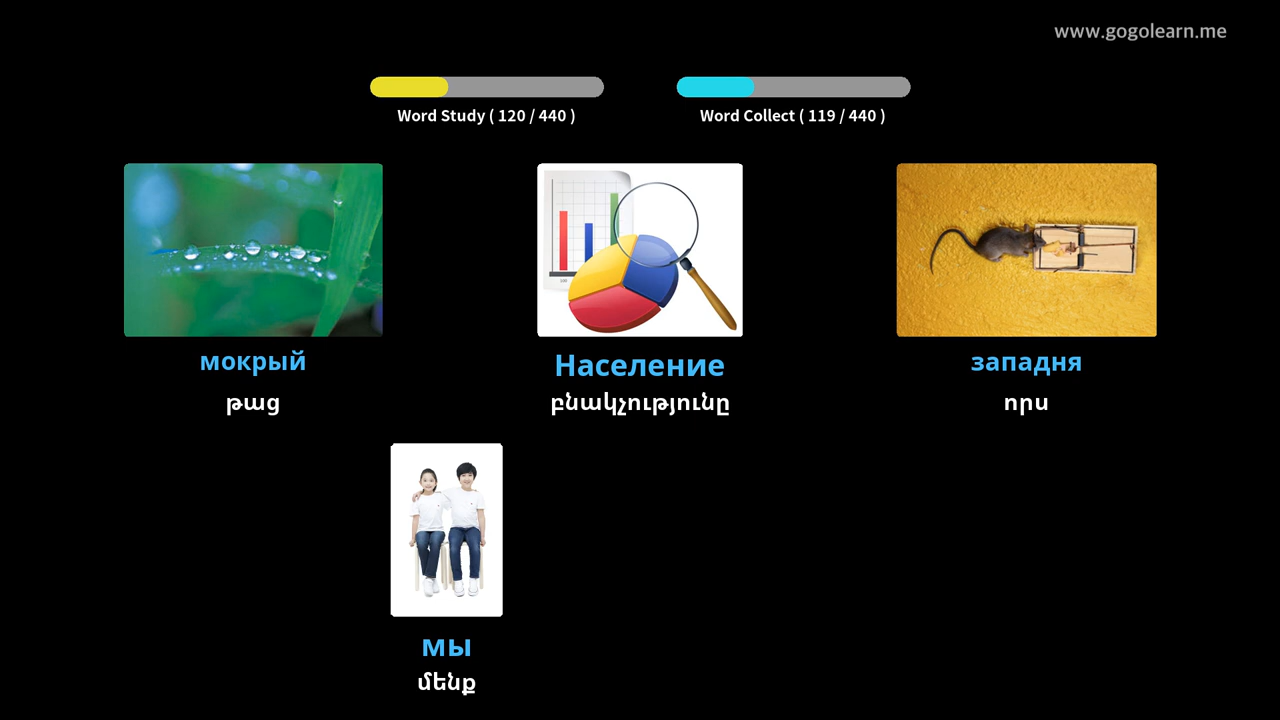 www.gogolearn.me
Word Study ( 120 / 440 )
Word Collect ( 119 / 440 )
мокрый
թաց
Население
բնակչությունը
западня
որս
мы
մենք